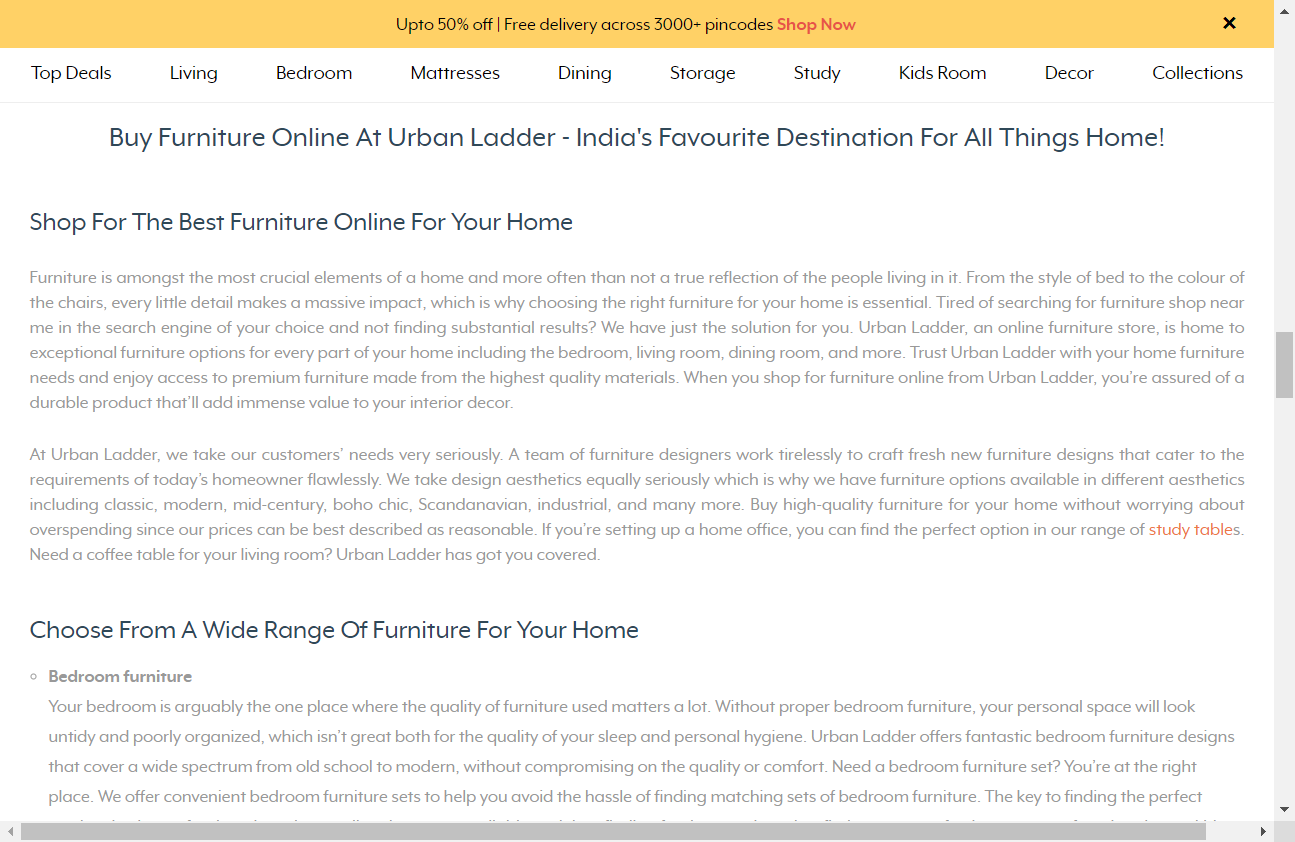 Upto 50% off | Free delivery across 3000+ pincodes Shop Now
Top Deals Living Bedroom Mattresses Dining Storage Study Kids Room Decor Collections
Buy Furniture Online At Urban Ladder - India's Favourite Destination For All Things Home!
Shop For The Best Furniture Online For Your Home
Furniture is amongst the most crucial elements of a home and more often than not a true reflection of the people living in it. From the style of bed to the colour of
the chairs, every little detail makes a massive impact, which is why choosing the right furniture for your home is essential. Tired of searching for furniture shop near
me in the search engine of your choice and not finding substantial results? We have just the solution for you. Urban Ladder, an online furniture store, is home to
exceptional furniture options for every part of your home including the bedroom, living room, dining room, and more. Trust Urban Ladder with your home furniture
needs and enjoy access to premium furniture made from the highest quality materials. When you shop for furniture online from Urban Ladder, you’re assured of a
durable product that’ll add immense value to your interior decor.
At Urban Ladder, we take our customers’ needs very seriously. A team of furniture designers work tirelessly to craft fresh new furniture designs that cater to the
requirements of today’s homeowner flawlessly. We take design aesthetics equally seriously which is why we have furniture options available in different aesthetics
including classic, modern, mid-century, boho chic, Scandanavian, industrial, and many more. Buy high-quality furniture for your home without worrying about
overspending since our prices can be best described as reasonable. If you’re setting up a home office, you can find the perfect option in our range of study tables.
Need a coffee table for your living room? Urban Ladder has got you covered.
Choose From A Wide Range Of Furniture For Your Home
Bedroom furniture
Your bedroom is arguably the one place where the quality of furniture used matters a lot. Without proper bedroom furniture, your personal space will look
untidy and poorly organized, which isn’t great both for the quality of your sleep and personal hygiene. Urban Ladder offers fantastic bedroom furniture designs
that cover a wide spectrum from old school to modern, without compromising on the quality or comfort. Need a bedroom furniture set? You’re at the right
place. We offer convenient bedroom furniture sets to help you avoid the hassle of finding matching sets of bedroom furniture. The key to finding the perfect